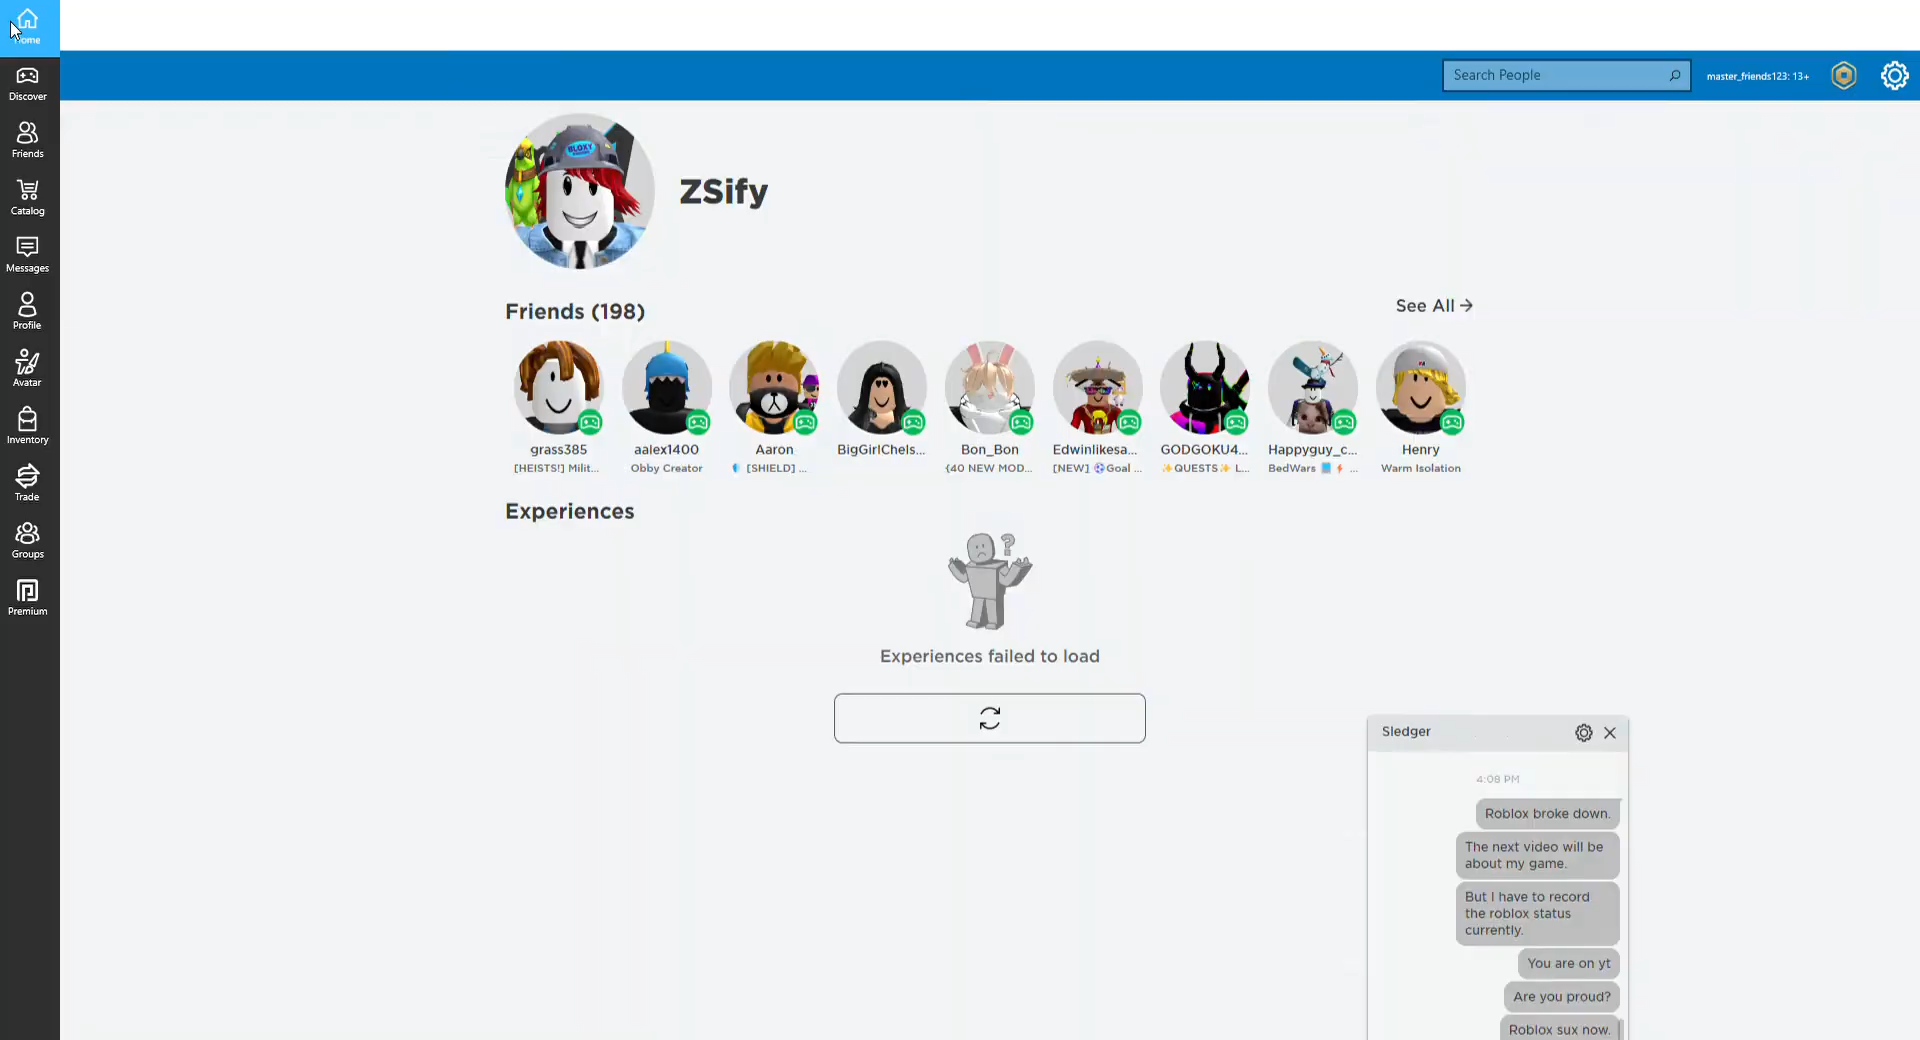 Home
Discover
Friends
Catalog
Messages
Profile
Avatar
Inventory
Trade
Groups
Premium
Search People
master_friends123: 13+
BLOXY
ZSify
Friends (198)
See All
grass385
[HEISTS!] Milit...
aalex1400
Obby Creator
Aaron
[SHIELD] ...
BigGirlChels...
Bon_Bon
{40 NEW MOD...
Edwinlikesa...
[NEW] ⚽Goal ...
GODGOKU4...
✨QUESTS✨ L...
Happyguy_c...
BedWars 🟦⚡ ...
Henry
Warm Isolation
Experiences
?
Experiences failed to load
Sledger
4:08 PM
Roblox broke down.
The next video will be
about my game.
But I have to record
the roblox status
currently.
You are on yt
Are you proud?
Roblox sux now.